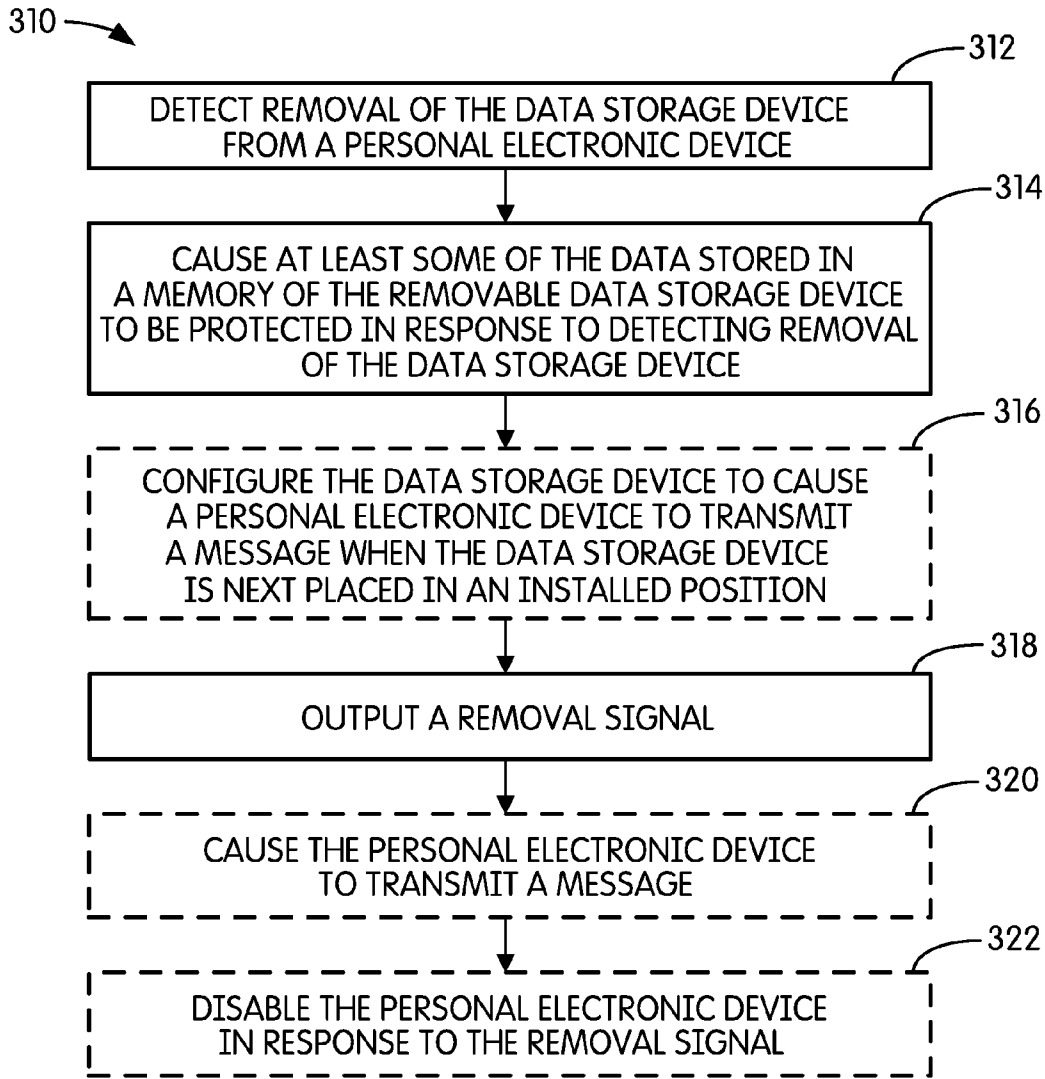 310
312
DETECT REMOVAL OF THE DATA STORAGE DEVICE
FROM A PERSONAL ELECTRONIC DEVICE
314
CAUSE AT LEAST SOME OF THE DATA STORED IN
A MEMORY OF THE REMOVABLE DATA STORAGE DEVICE
TO BE PROTECTED IN RESPONSE TO DETECTING REMOVAL
OF THE DATA STORAGE DEVICE
316
CONFIGURE THE DATA STORAGE DEVICE TO CAUSE
A PERSONAL ELECTRONIC DEVICE TO TRANSMIT
A MESSAGE WHEN THE DATA STORAGE DEVICE
IS NEXT PLACED IN AN INSTALLED POSITION
318
OUTPUT A REMOVAL SIGNAL
320
CAUSE THE PERSONAL ELECTRONIC DEVICE
TO TRANSMIT A MESSAGE
322
DISABLE THE PERSONAL ELECTRONIC DEVICE
IN RESPONSE TO THE REMOVAL SIGNAL